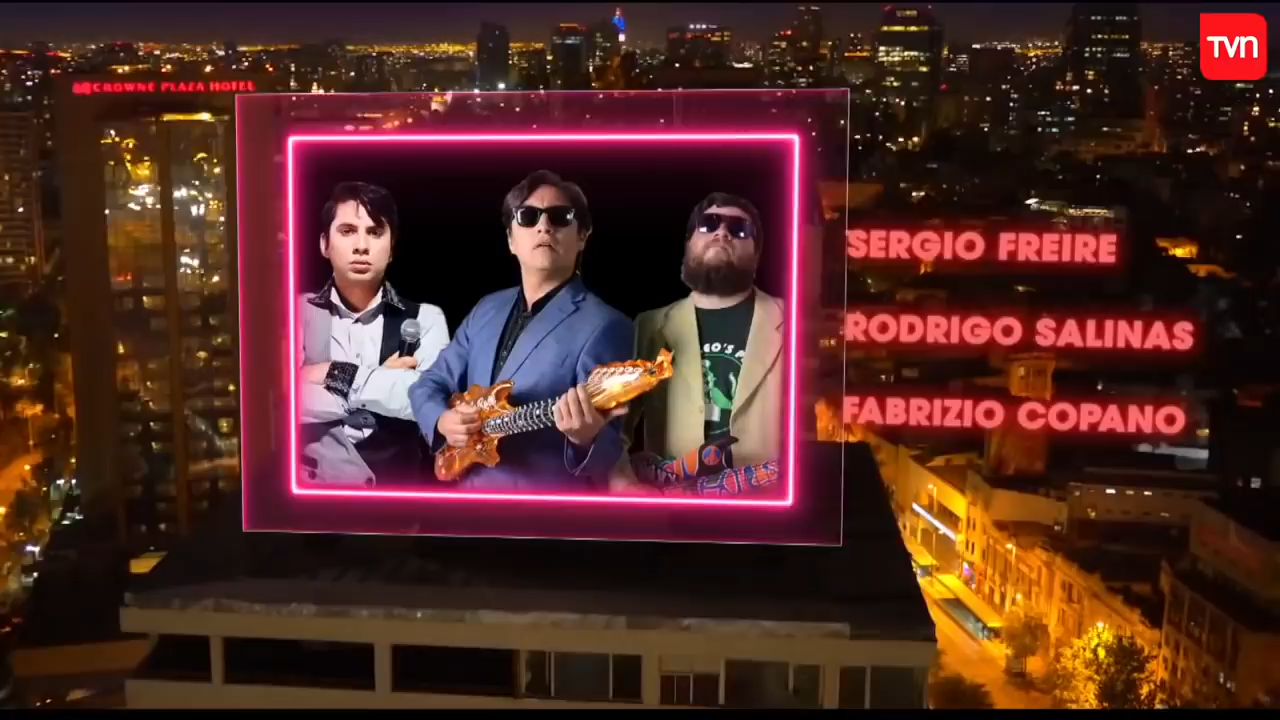 TVN
CROWNE PLAZA HOTEL
SERGIO FREIRE
RODRIGO SALINAS
FABRIZIO COPANO